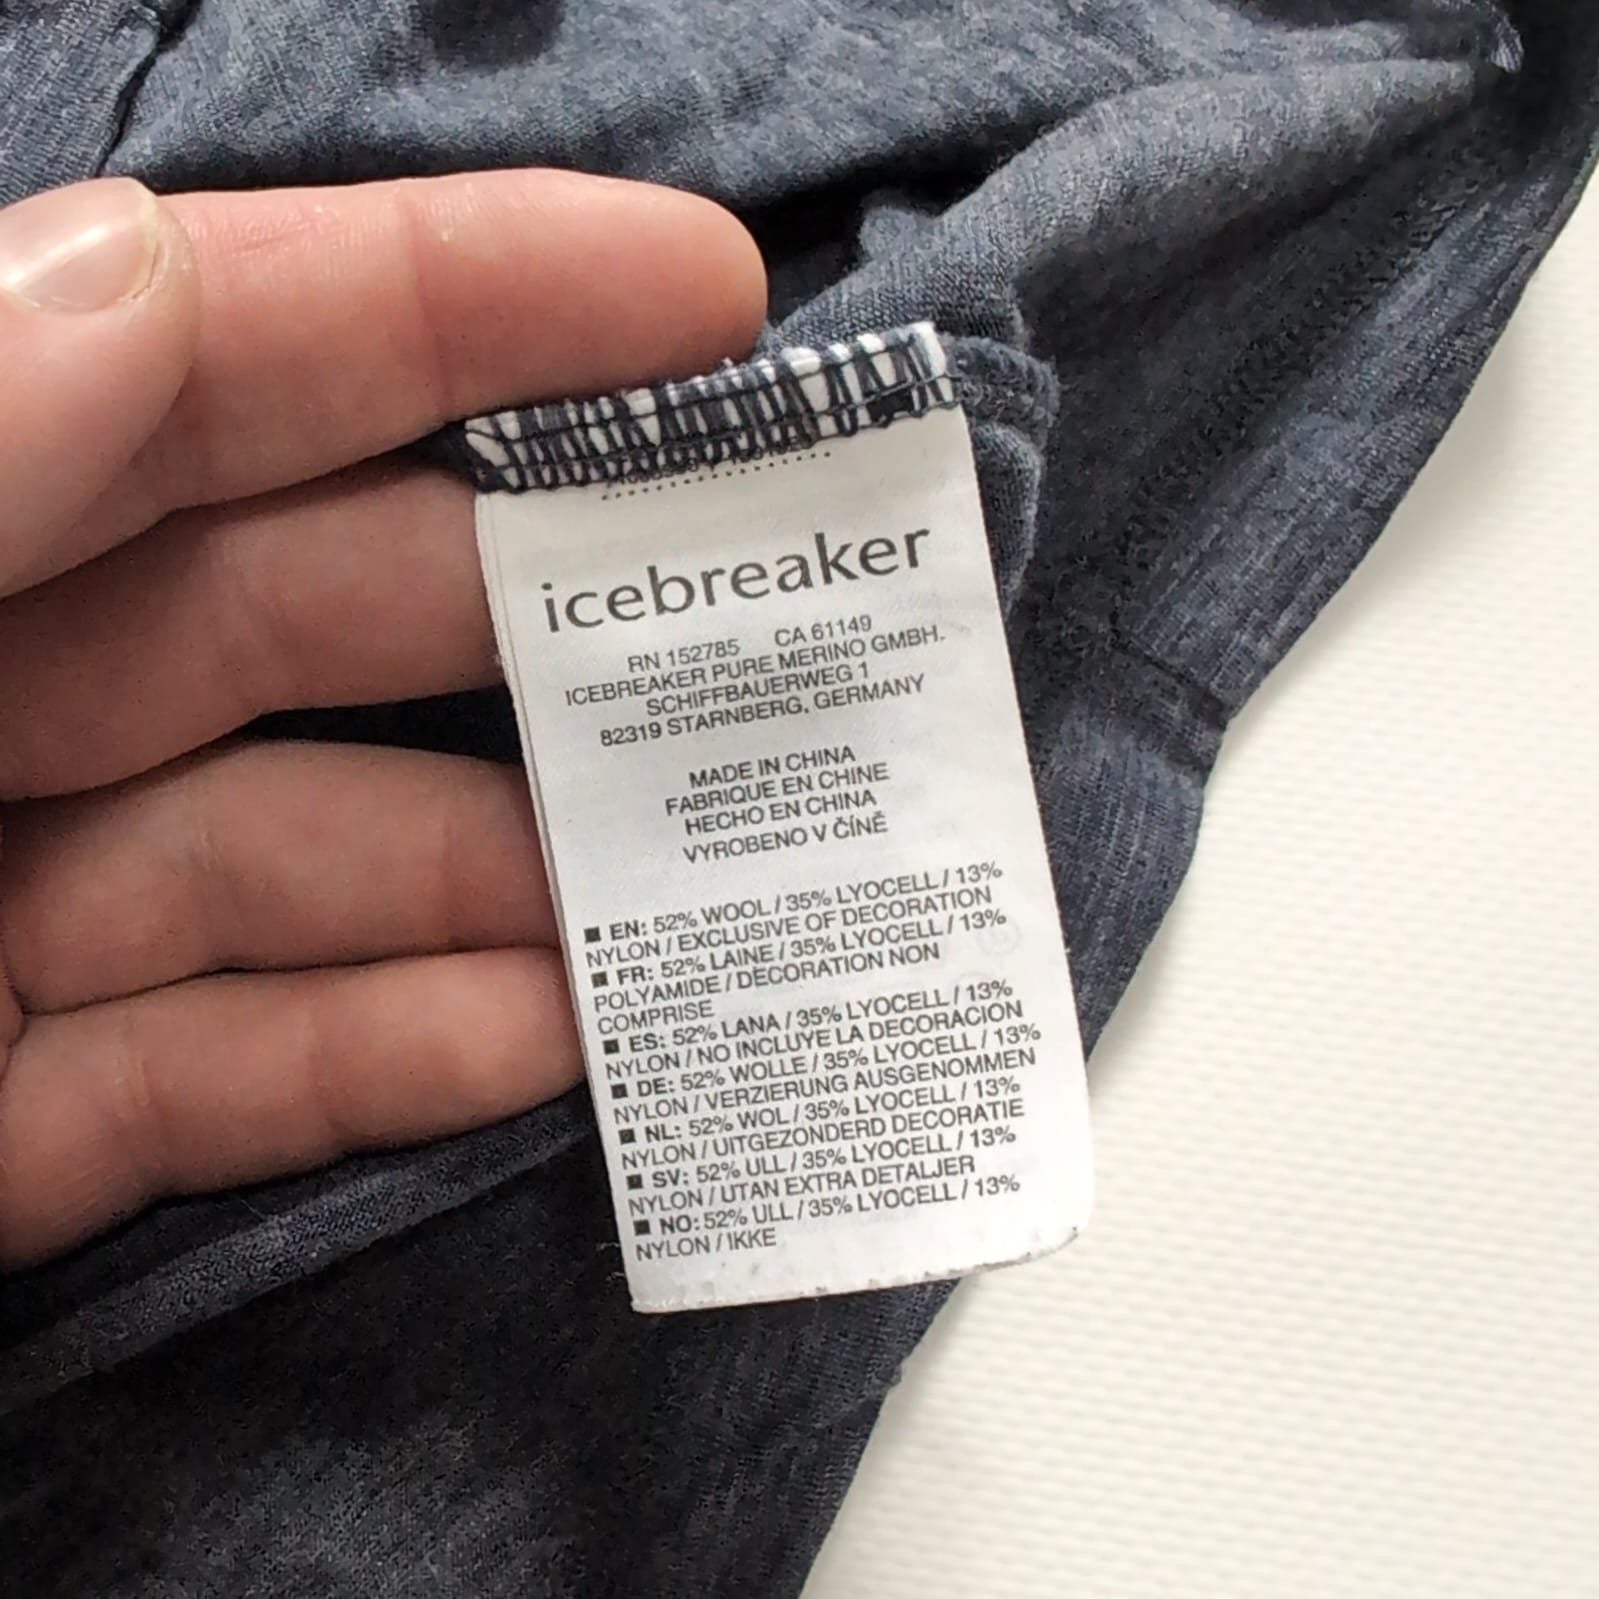 icebreaker
RN 152785 CA 61149
ICEBREAKER PURE MERINO GMBH.
SCHIFFBAUERWEG 1
82319 STARNBERG, GERMANY
MADE IN CHINA
FABRIQUE EN CHINE
HECHO EN CHINA
VYROBENO V ČÍNĚ
■ EN: 52% WOOL / 35% LYOCELL / 13%
NYLON / EXCLUSIVE OF DECORATION
■ FR: 52% LAINE / 35% LYOCELL / 13%
POLYAMIDE / DECORATION NON
COMPRISE
■ ES: 52% LANA / 35% LYOCELL / 13%
NYLON / NO INCLUYE LA DECORACION
■ DE: 52% WOLLE / 35% LYOCELL / 13%
NYLON / VERZIERUNG AUSGENOMMEN
■ NL: 52% WOL / 35% LYOCELL / 13%
NYLON / UITGEZONDERD DECORATIE
■ SV: 52% ULL / 35% LYOCELL / 13%
NYLON / UTAN EXTRA DETALJER
■ NO: 52% ULL / 35% LYOCELL / 13%
NYLON / IKKE